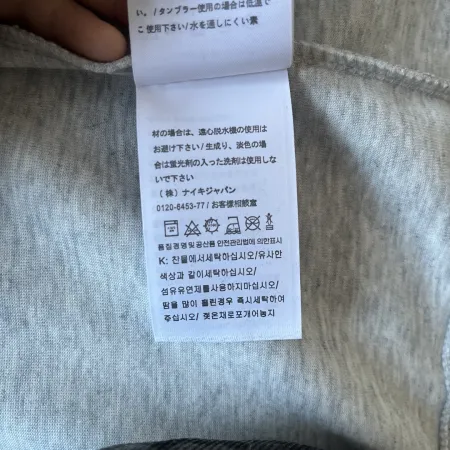 い。/タンブラー使用の場合は低温で
ご使用下さい/水を通しにくい素
材の場合は、遠心脱水機の使用は
お避け下さい/生成り、淡色の場
合は蛍光剤の入った洗剤は使用しな
いで下さい
(株)ナイキジャパン
0120-6453-77/お客様相談室
품질경영및공산품 안전관리법에 의한표시
K: 찬물에서세탁하십시오/유사한
색상과 같이세탁하십시오/
섬유유연제를사용하지마십시오/
땀을 많이 흘린경우 즉시세탁하여
주십시오/ 젖은채로포개어놓지